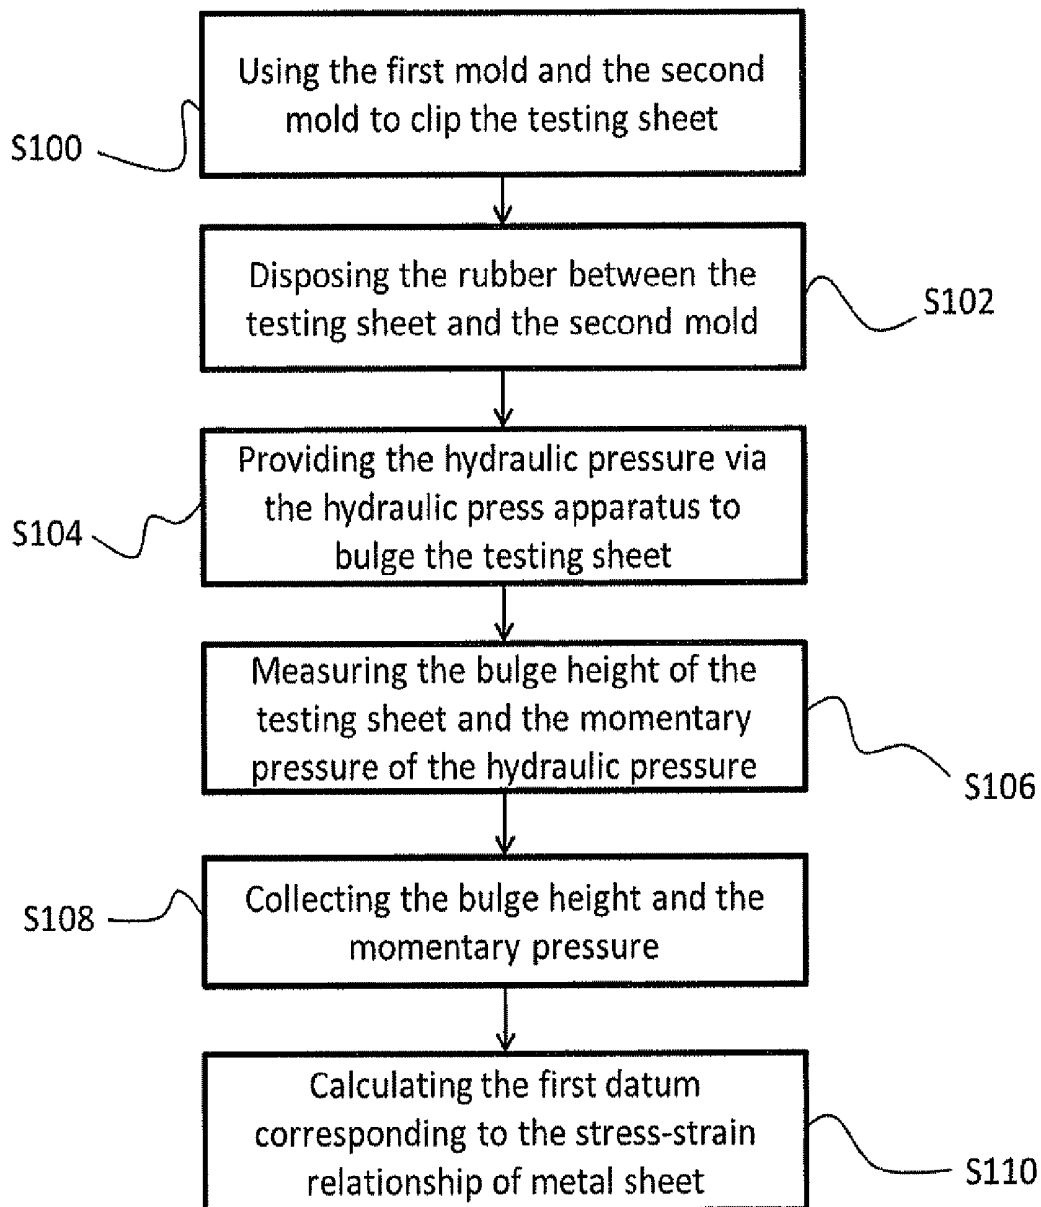 Using the first mold and the second
mold to clip the testing sheet
S100
Disposing the rubber between the
testing sheet and the second mold
S102
Providing the hydraulic pressure via
the hydraulic press apparatus to
bulge the testing sheet
S104
Measuring the bulge height of the
testing sheet and the momentary
pressure of the hydraulic pressure
S106
Collecting the bulge height and the
momentary pressure
S108
Calculating the first datum
corresponding to the stress-strain
relationship of metal sheet
S110